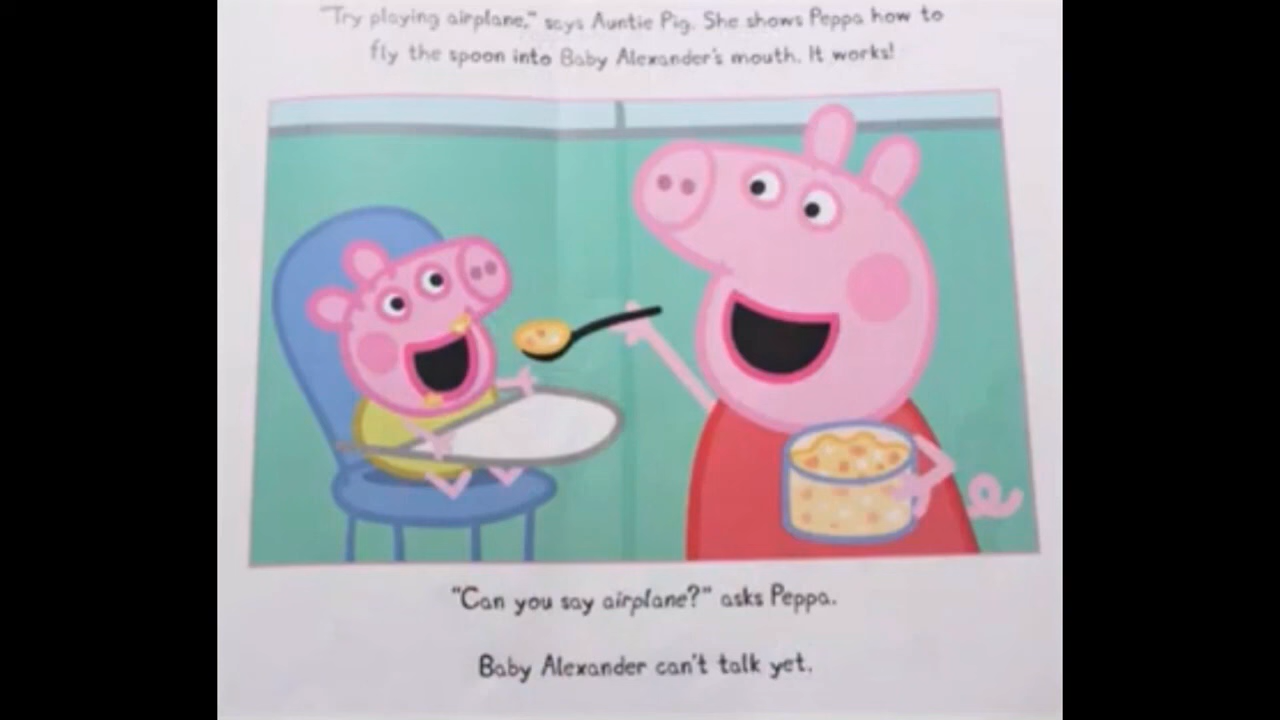 "Try playing airplane," says Auntie Pig. She shows Peppa how to
fly the spoon into Baby Alexander's mouth. It works!
"Can you say airplane?" asks Peppa.
Baby Alexander can't talk yet.